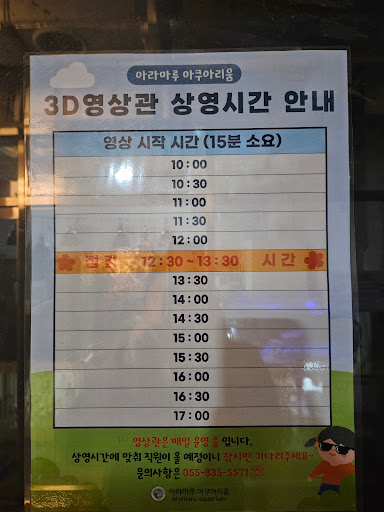 아라마루 아쿠아리움
3D영상관 상영시간 안내
영상 시작 시간 (15분 소요)
10:00
10:30
11:00
11:30
12:00
점검 12:30~13:30 시간
13:30
14:00
14:30
15:00
15:30
16:00
16:30
17:00
영상관은 매일 운영 중 입니다.
상영시간에 맞춰 직원이 올 예정이니 잠시만 기다려주세요~
문의사항은 055-835-5571 ☏
아라마루 아쿠아리움
aramaru aquarium